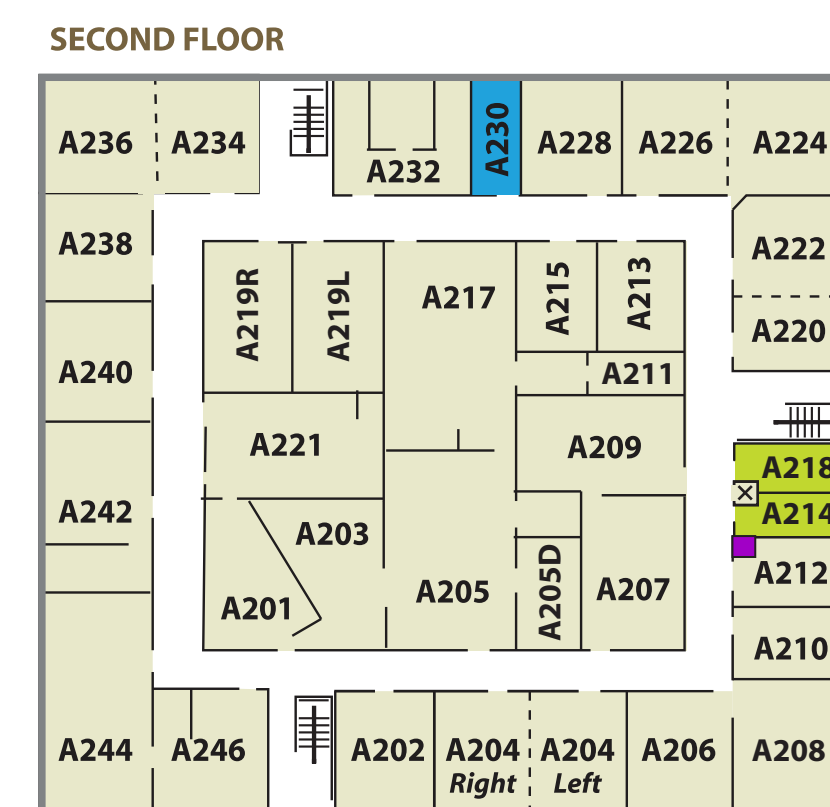 SECOND FLOOR
A236
A234
A232
A230
A228
A226
A224
A238
A222
A219R
A219L
A217
A215
A213
A220
A240
A211
A221
A209
A218
A242
A203
A214
A212
A201
A205
A205D
A207
A210
A244
A246
A202
A204
Right
A204
Left
A206
A208